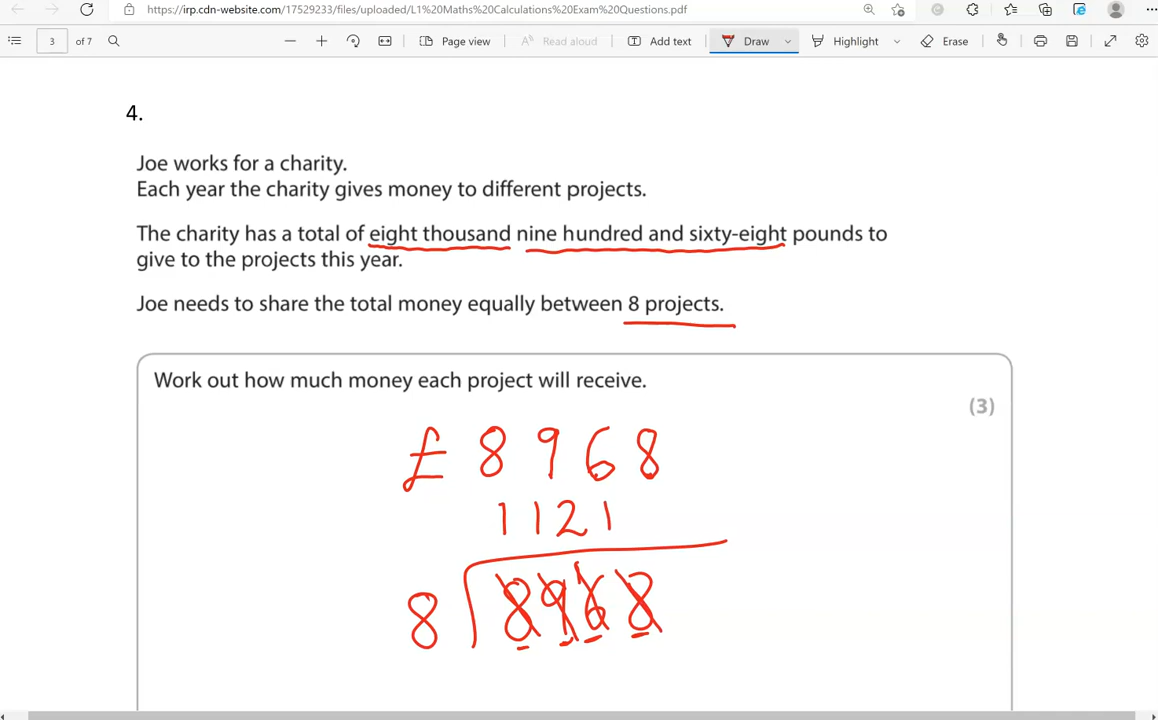 https://irp.cdn-website.com/17529233/files/uploaded/L1%20Maths%20Calculations%20Exam%20Questions.pdf
3 of 7 Page view Read aloud Add text Draw Highlight Erase
4.
Joe works for a charity.
Each year the charity gives money to different projects.
The charity has a total of eight thousand nine hundred and sixty-eight pounds to
give to the projects this year.
Joe needs to share the total money equally between 8 projects.
Work out how much money each project will receive.
(3)
£ 8 9 6 8
1 1 2 1
8 8 9 6 8